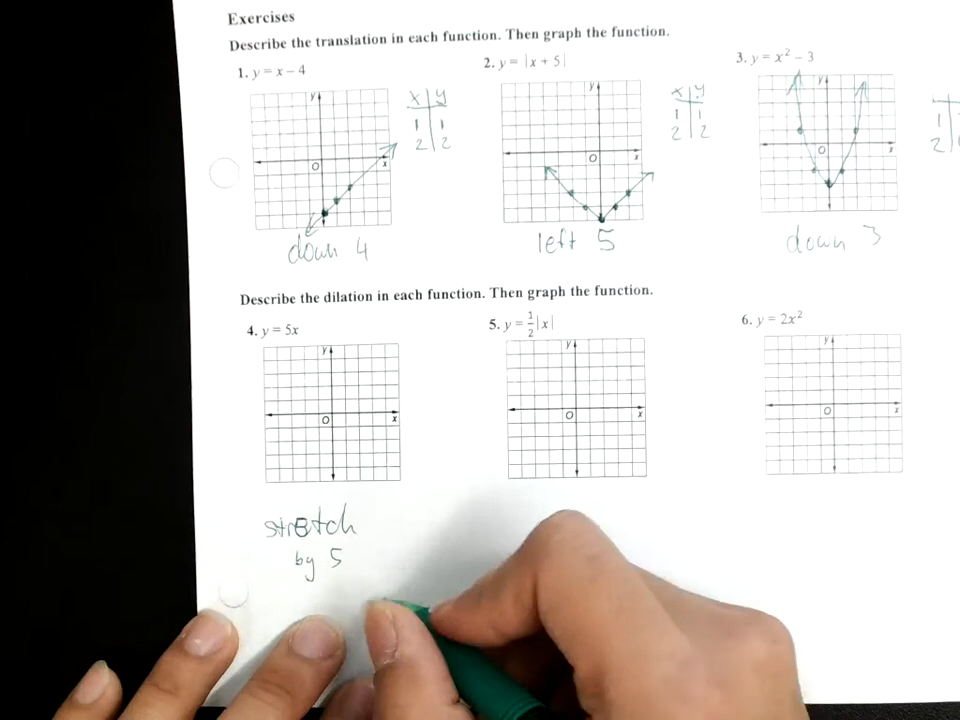 Exercises
Describe the translation in each function. Then graph the function.
1. y = x – 4
2. y = |x + 5|
3. y = x² – 3
y
O
x
x y
1 1
2 2
y
O
x
x y
1 1
2 2
y
O
x
1
2
down 4
left 5
down 3
Describe the dilation in each function. Then graph the function.
4. y = 5x
5. y = 1/2|x|
6. y = 2x²
y
O
x
y
O
x
y
O
x
stretch
by 5